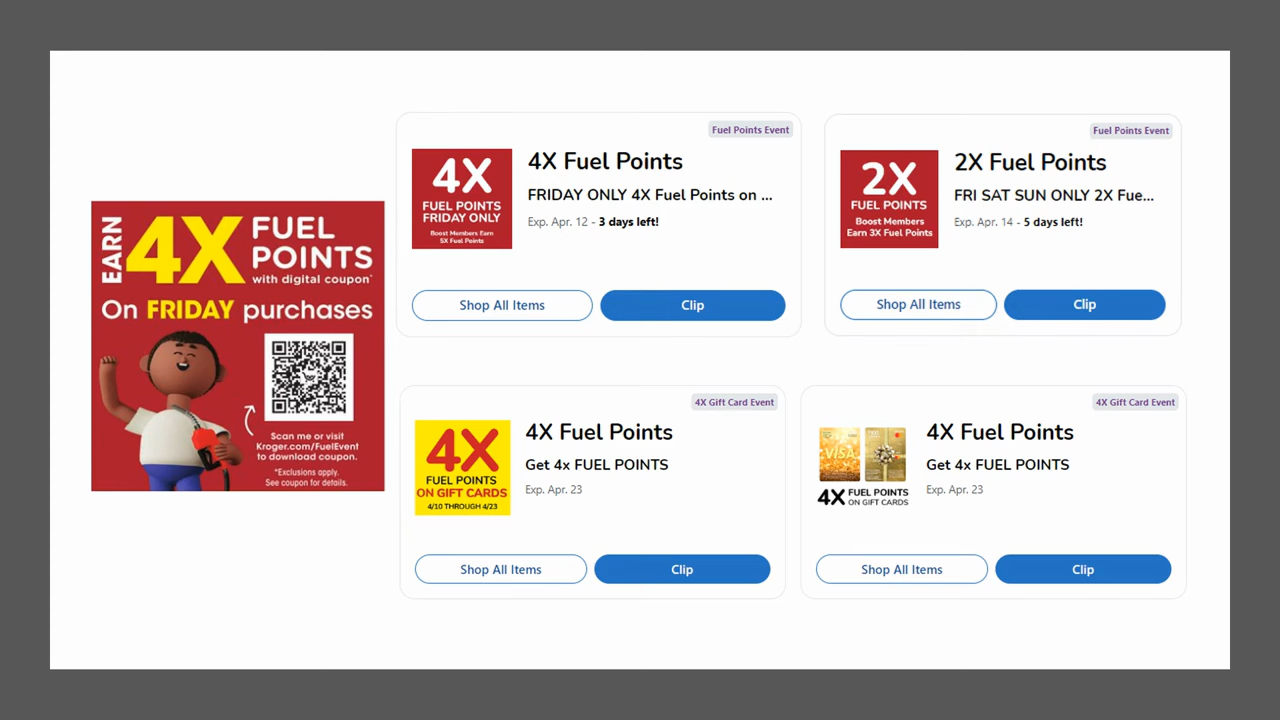 EARN 4X FUEL
POINTS
with digital coupon*
On FRIDAY purchases
Scan me or visit
Kroger.com/FuelEvent
to download coupon.
*Exclusions apply.
See coupon for details.
Fuel Points Event
4X
FUEL POINTS
FRIDAY ONLY
Boost Members Earn
5X Fuel Points
4X Fuel Points
FRIDAY ONLY 4X Fuel Points on ...
Exp. Apr. 12 - 3 days left!
Shop All Items
Clip
Fuel Points Event
2X
FUEL POINTS
Boost Members
Earn 3X Fuel Points
2X Fuel Points
FRI SAT SUN ONLY 2X Fue...
Exp. Apr. 14 - 5 days left!
Shop All Items
Clip
4X Gift Card Event
4X
FUEL POINTS
ON GIFT CARDS
4/10 THROUGH 4/23
4X Fuel Points
Get 4x FUEL POINTS
Exp. Apr. 23
Shop All Items
Clip
4X Gift Card Event
VISA
4X FUEL POINTS
ON GIFT CARDS
4X Fuel Points
Get 4x FUEL POINTS
Exp. Apr. 23
Shop All Items
Clip